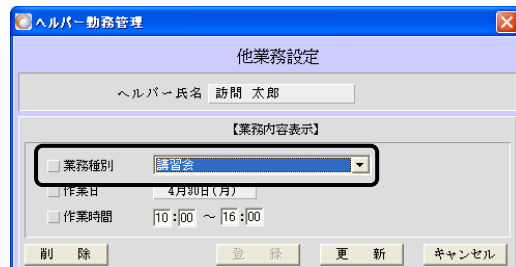 ヘルパー勤務管理
他業務設定
ヘルパー氏名 訪問 太郎
【業務内容表示】
業務種別 講習会
作業日 4月30日(月)
作業時間 10:00 ~ 16:00
削 除 登 録 更 新 キャンセル